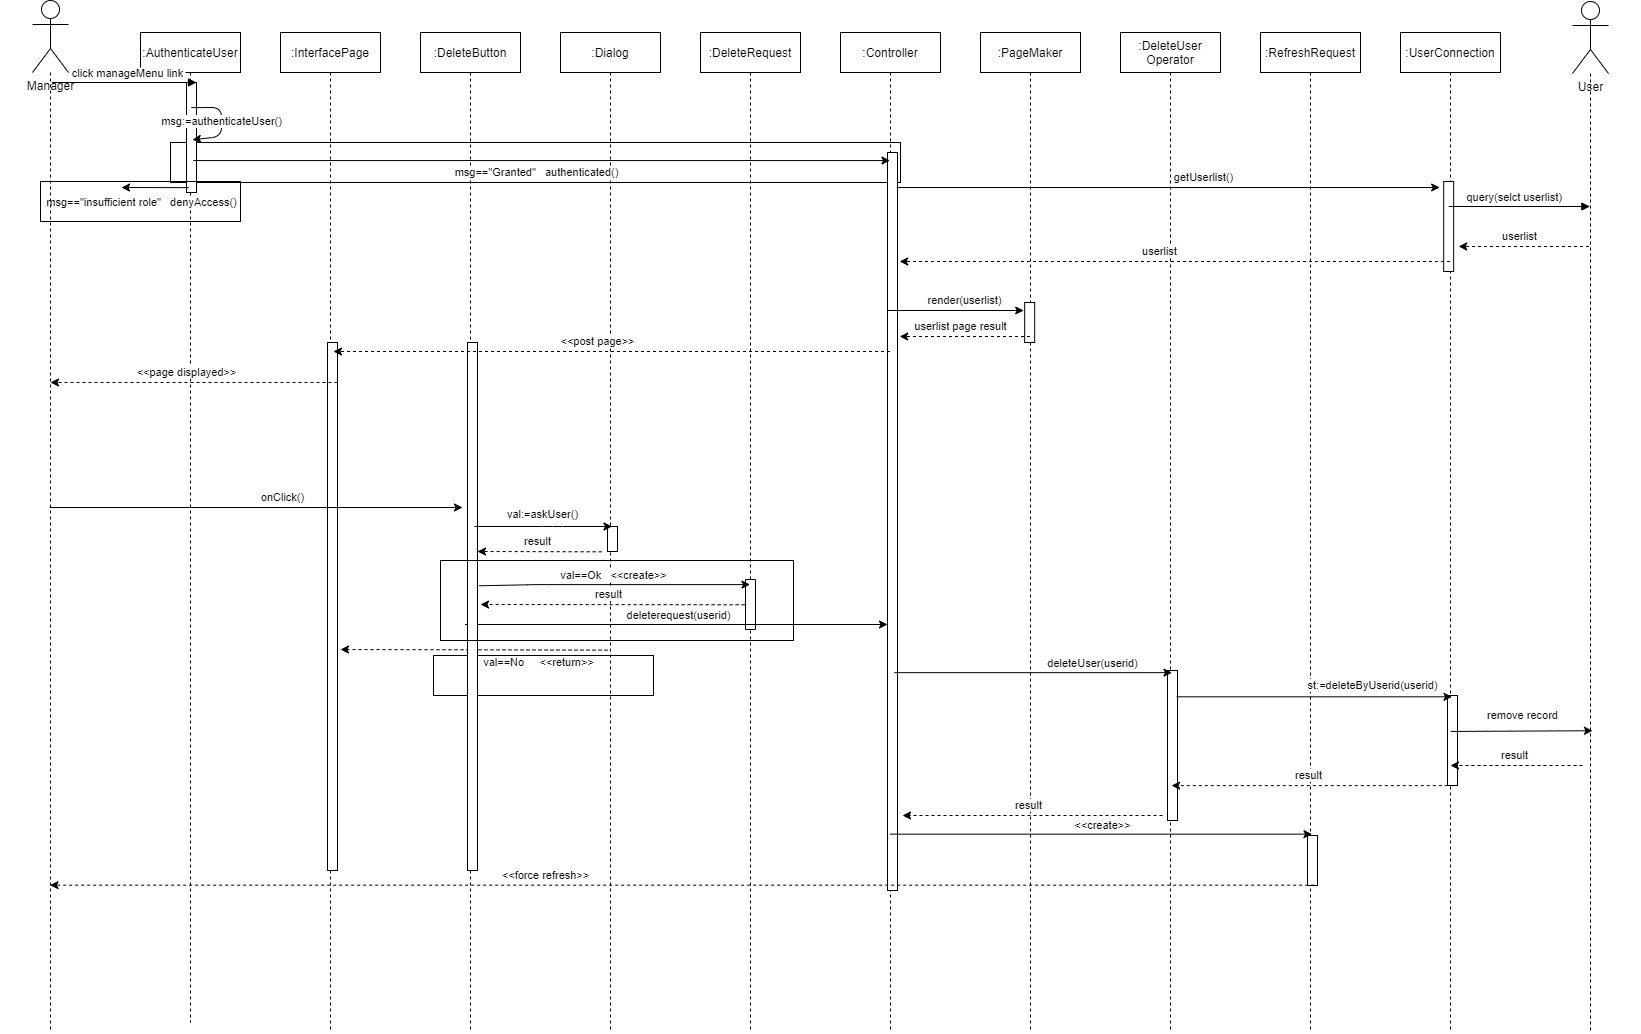 :AuthenticateUser
:InterfacePage
:DeleteButton
:Dialog
:DeleteRequest
:Controller
:PageMaker
:DeleteUser
Operator
:RefreshRequest
:UserConnection
click manageMenu link
Manager
User
msg:=authenticateUser()
msg=="Granted" authenticated()
getUserlist()
msg=="insufficient role" denyAccess()
query(selct userlist)
userlist
userlist
render(userlist)
userlist page result
<<post page>>
<<page displayed>>
onClick()
val:=askUser()
result
val==Ok <<create>>
result
deleterequest(userid)
val==No <<return>>
deleteUser(userid)
st:=deleteByUserid(userid)
remove record
result
result
result
<<create>>
<<force refresh>>